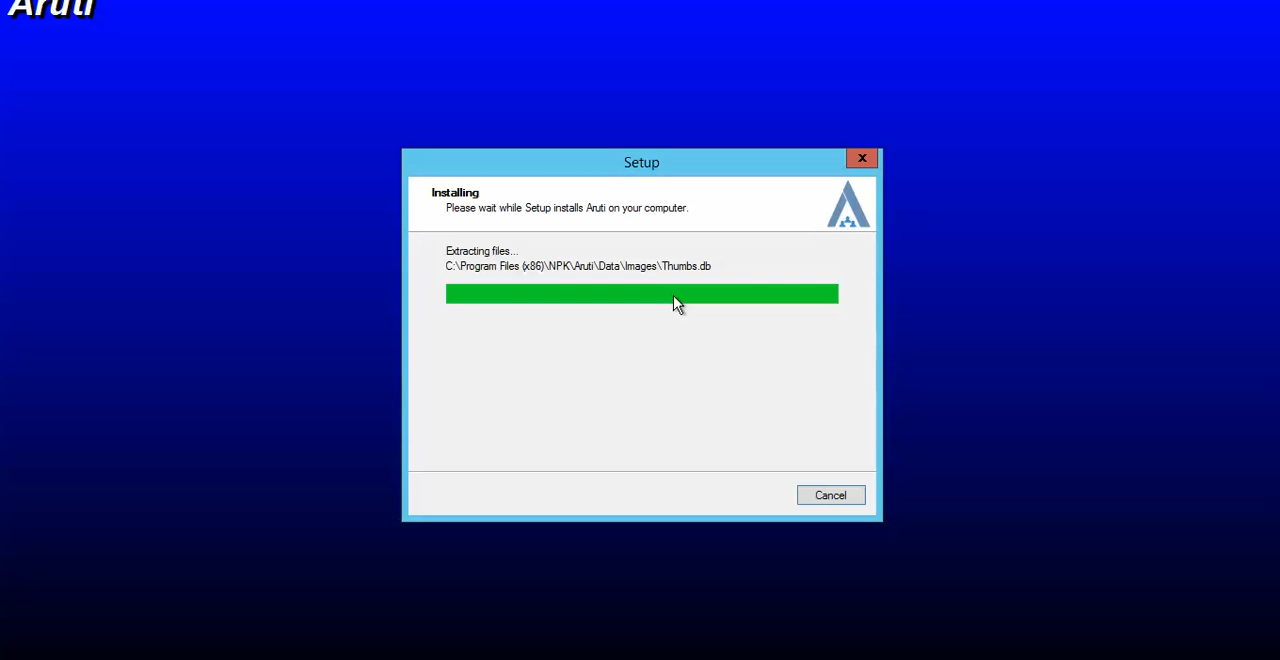 Aruti
Setup
x
Installing
Please wait while Setup installs Aruti on your computer.
Extracting files...
C:\Program Files (x86)\NPK\Aruti\Data\Images\Thumbs.db
Cancel